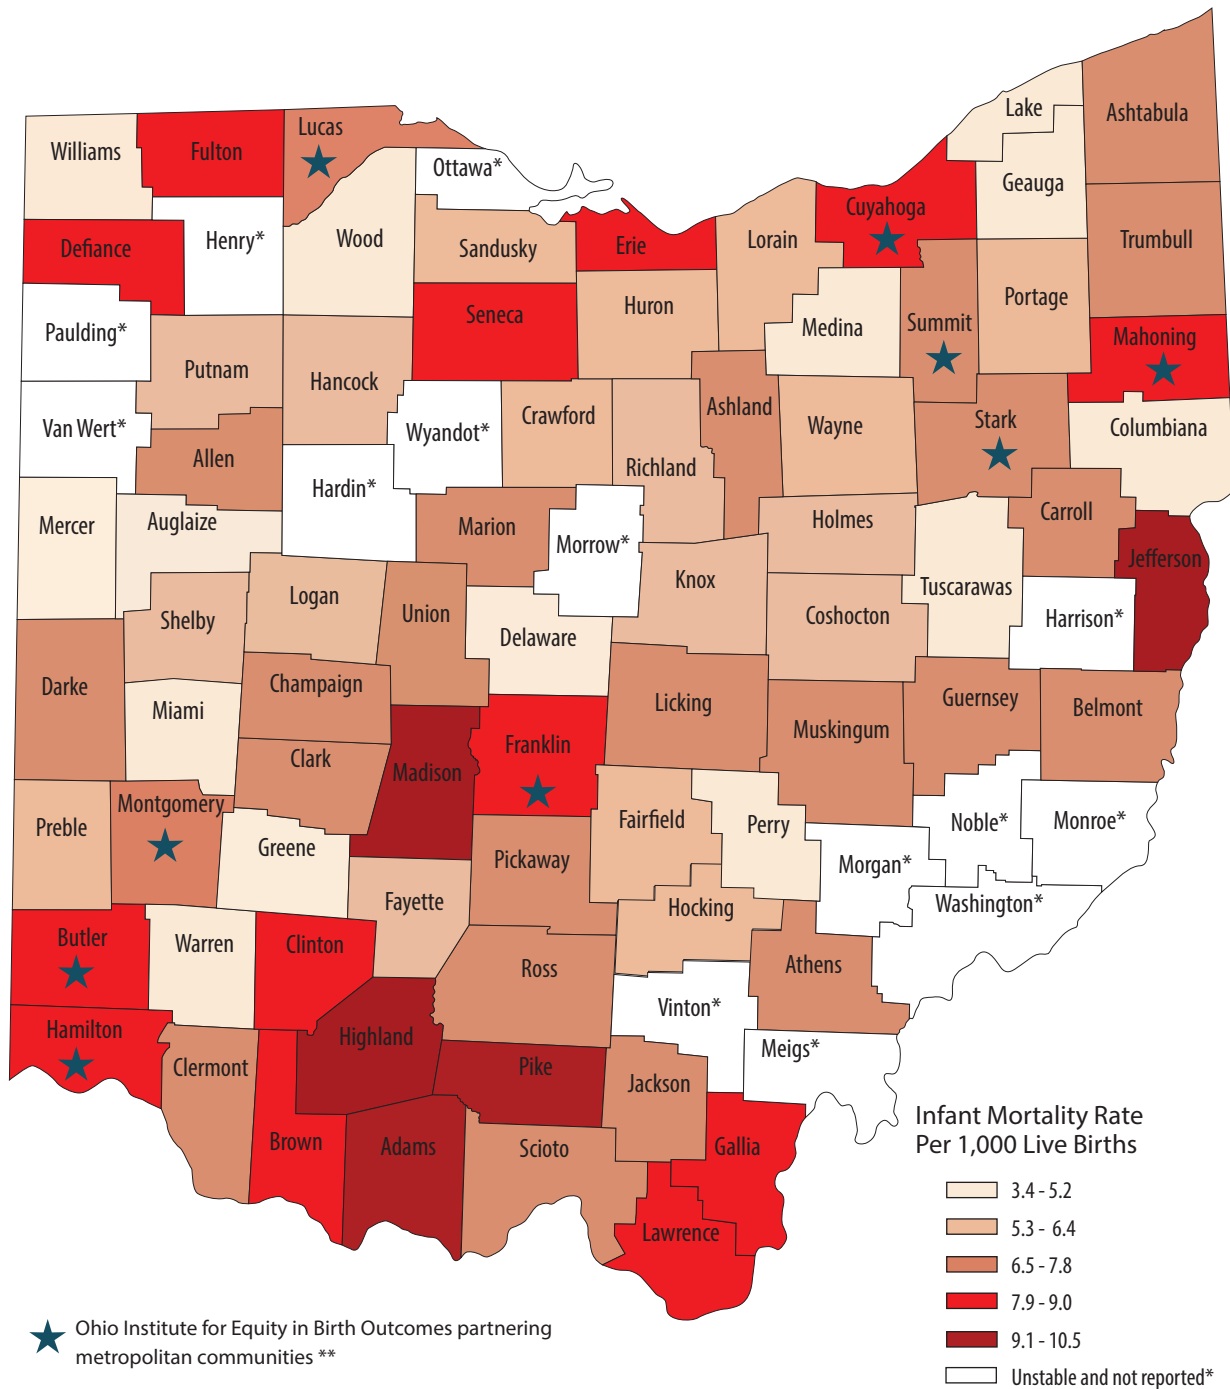 Lake
Ashtabula
Lucas
Williams
Fulton
Ottawa*
Geauga
Cuyahoga
Henry*
Wood
Lorain
Trumbull
Defiance
Sandusky
Erie
Portage
Huron
Seneca
Summit
Medina
Paulding*
Mahoning
Putnam
Hancock
Ashland
Crawford
Stark
Wayne
Columbiana
Van Wert*
Wyandot*
Allen
Richland
Hardin*
Carroll
Holmes
Auglaize
Mercer
Marion
Morrow*
Jefferson
Knox
Tuscarawas
Logan
Union
Coshocton
Harrison*
Shelby
Delaware
Darke
Champaign
Guernsey
Licking
Belmont
Miami
Muskingum
Franklin
Clark
Madison
Montgomery
Fairfield
Perry
Noble*
Monroe*
Preble
Greene
Pickaway
Morgan*
Fayette
Hocking
Washington*
Butler
Warren
Clinton
Ross
Athens
Vinton*
Hamilton
Highland
Meigs*
Clermont
Pike
Jackson
Brown
Adams
Scioto
Gallia
Lawrence
Infant Mortality Rate
Per 1,000 Live Births
3.4 - 5.2
5.3 - 6.4
6.5 - 7.8
7.9 - 9.0
9.1 - 10.5
Unstable and not reported*
Ohio Institute for Equity in Birth Outcomes partnering
metropolitan communities **